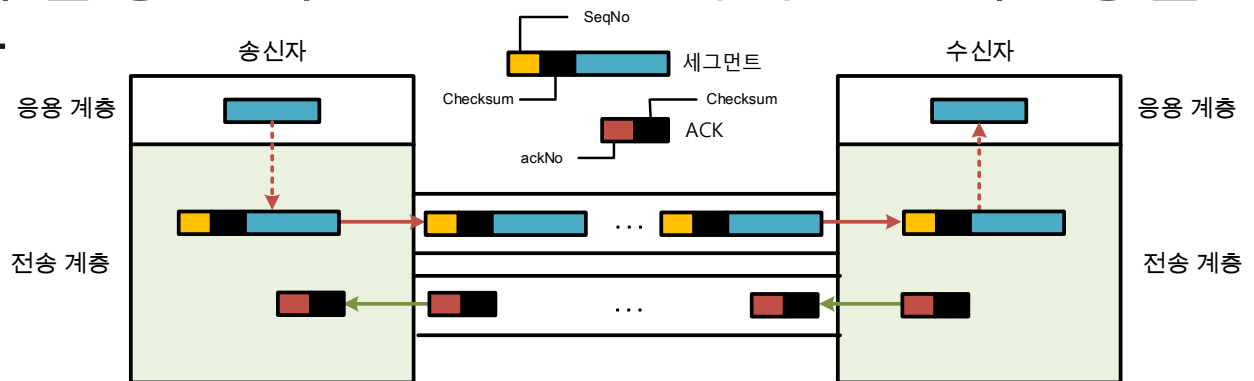 SeqNo
송신자
세그먼트
수신자
Checksum
Checksum
응용 계층
응용 계층
ACK
ackNo
...
전송 계층
전송 계층
...